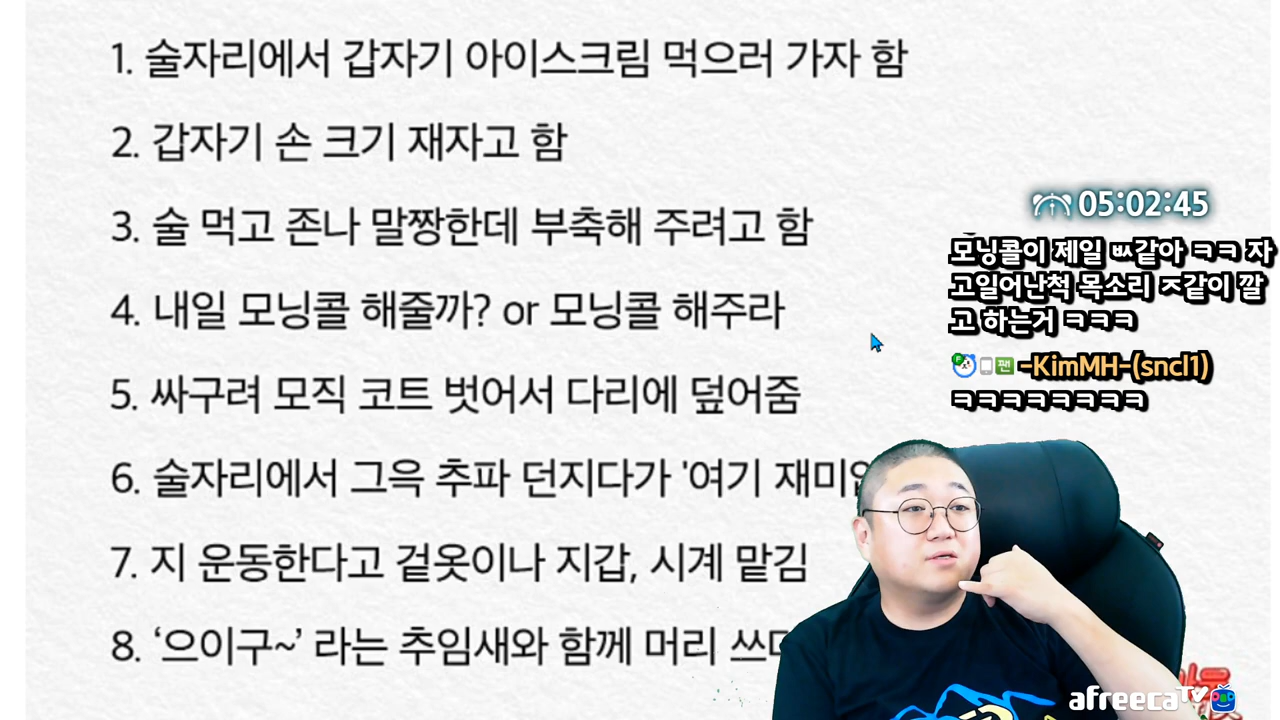 1. 술자리에서 갑자기 아이스크림 먹으러 가자 함
2. 갑자기 손 크기 재자고 함
3. 술 먹고 존나 말짱한데 부축해 주려고 함
4. 내일 모닝콜 해줄까? or 모닝콜 해주라
5. 싸구려 모직 코트 벗어서 다리에 덮어줌
6. 술자리에서 그윽 추파 던지다가 '여기
7. 지 운동한다고 겉옷이나 지갑, 시계 맡김
8. ‘으이구~’ 라는 추임새와 함께 머리
05:02:45
모닝콜이 제일 ㅄ같아 ㅋㅋ 자
고일어난척 목소리 ㅈ같이 깔
고 하는거 ㅋㅋㅋ
팬 -KimMH-(sncl1)
ㅋㅋㅋㅋㅋㅋㅋㅋ
afreecaTV